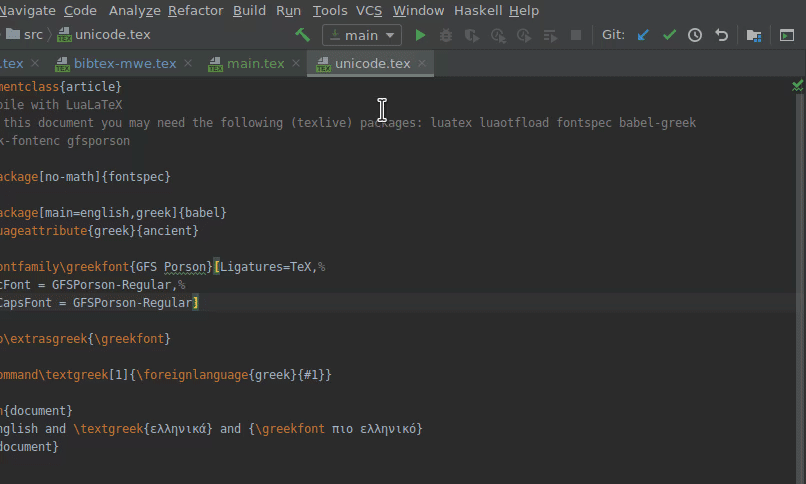 Navigate Code Analyze Refactor Build Run Tools VCS Window Haskell Help
src unicode.tex main Git:
.tex bibtex-mwe.tex main.tex unicode.tex
mentclass{article}
pile with LuaLaTeX
this document you may need the following (texlive) packages: luatex luaotfload fontspec babel-greek
k-fontenc gfsporson
ackage[no-math]{fontspec}
ackage[main=english,greek]{babel}
uageattribute{greek}{ancient}
ontfamily\greekfont{GFS Porson}[Ligatures=TeX,%
cFont = GFSPorson-Regular,%
CapsFont = GFSPorson-Regular]
o\extrasgreek{\greekfont}
ommand\textgreek[1]{\foreignlanguage{greek}{#1}}
n{document}
nglish and \textgreek{ελληνικά} and {\greekfont πιο ελληνικό}
document}